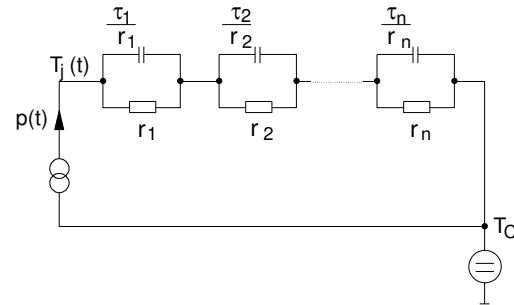 τ1 τ2 τn
r1 r2 rn
Tj(t)
r1 r2 rn
p(t)
TC